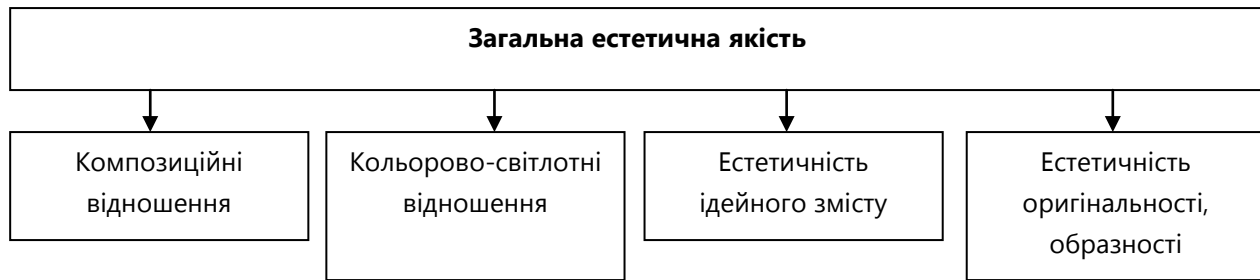 Загальна естетична якість
Композиційні
відношення
Кольорово-світлотні
відношення
Естетичність
ідейного змісту
Естетичність
оригінальності,
образності